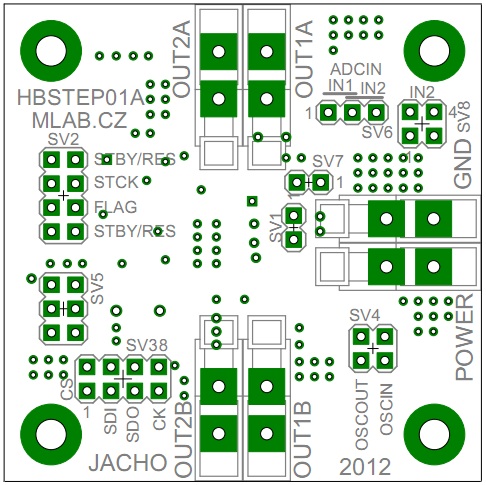 OUT2A
OUT1A
ADCIN
IN1 IN2
1
SV6
IN2
4
SV8
GND
HBSTEP01A
MLAB.CZ
SV2
STBY/RES
STCK
FLAG
STBY/RES
SV7
1
SV1
SV5
POWER
SV4
OSCOUT
OSCIN
SV38
CS
1
SDI
SDO
CK
OUT2B
OUT1B
JACHO
2012